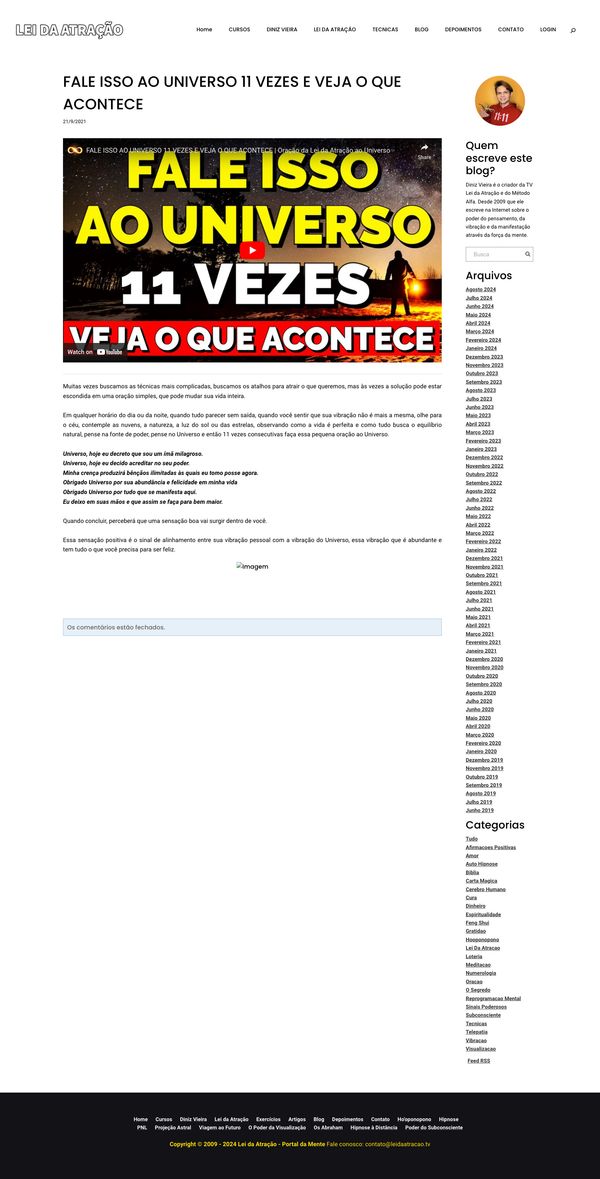 LEI DA ATRAÇÃO
Home CURSOS DINIZ VIEIRA LEI DA ATRAÇÃO TECNICAS BLOG DEPOIMENTOS CONTATO LOGIN
FALE ISSO AO UNIVERSO 11 VEZES E VEJA O QUE
ACONTECE
21/9/2021
FALE ISSO AO UNIVERSO 11 VEZES E VEJA O QUE ACONTECE | Oração da Lei da Atração ao Universo
Share
FALE ISSO
AO UNIVERSO
11 VEZES
VEJA O QUE ACONTECE
Watch on YouTube
Muitas vezes buscamos as técnicas mais complicadas, buscamos os atalhos para atrair o que queremos, mas às vezes a solução pode estar
escondida em uma oração simples, que pode mudar sua vida inteira.
Em qualquer horário do dia ou da noite, quando tudo parecer sem saída, quando você sentir que sua vibração não é mais a mesma, olhe para
o céu, contemple as nuvens, a natureza, a luz do sol ou das estrelas, observando como a vida é perfeita e como tudo busca o equilíbrio
natural, pense na fonte de poder, pense no Universo e então 11 vezes consecutivas faça essa pequena oração ao Universo.
Universo, hoje eu decreto que sou um imã milagroso.
Universo, hoje eu decido acreditar no seu poder.
Minha crença produzirá bênçãos ilimitadas às quais eu tomo posse agora.
Obrigado Universo por sua abundância e felicidade em minha vida
Obrigado Universo por tudo que se manifesta aqui.
Eu deixo em suas mãos e que assim se faça para bem maior.
Quando concluir, perceberá que uma sensação boa vai surgir dentro de você.
Essa sensação positiva é o sinal de alinhamento entre sua vibração pessoal com a vibração do Universo, essa vibração que é abundante e
tem tudo o que você precisa para ser feliz.
imagem
Os comentários estão fechados.
11:11
Quem
escreve este
blog?
Diniz Vieira é o criador da TV
Lei da Atração e do Método
Alfa. Desde 2009 que ele
escreve na Internet sobre o
poder do pensamento, da
vibração e da manifestação
através da força da mente.
Busca
Arquivos
Agosto 2024
Julho 2024
Junho 2024
Maio 2024
Abril 2024
Março 2024
Fevereiro 2024
Janeiro 2024
Dezembro 2023
Novembro 2023
Outubro 2023
Setembro 2023
Agosto 2023
Julho 2023
Junho 2023
Maio 2023
Abril 2023
Março 2023
Fevereiro 2023
Janeiro 2023
Dezembro 2022
Novembro 2022
Outubro 2022
Setembro 2022
Agosto 2022
Julho 2022
Junho 2022
Maio 2022
Abril 2022
Março 2022
Fevereiro 2022
Janeiro 2022
Dezembro 2021
Novembro 2021
Outubro 2021
Setembro 2021
Agosto 2021
Julho 2021
Junho 2021
Maio 2021
Abril 2021
Março 2021
Fevereiro 2021
Janeiro 2021
Dezembro 2020
Novembro 2020
Outubro 2020
Setembro 2020
Agosto 2020
Julho 2020
Junho 2020
Maio 2020
Abril 2020
Março 2020
Fevereiro 2020
Janeiro 2020
Dezembro 2019
Novembro 2019
Outubro 2019
Setembro 2019
Agosto 2019
Julho 2019
Junho 2019
Categorias
Tudo
Afirmacoes Positivas
Amor
Auto Hipnose
Biblia
Carta Magica
Cerebro Humano
Cura
Dinheiro
Espiritualidade
Feng Shui
Gratidao
Hooponopono
Lei Da Atracao
Loteria
Meditacao
Numerologia
Oracao
O Segredo
Reprogramacao Mental
Sinais Poderosos
Subconsciente
Tecnicas
Telepatia
Vibracao
Visualizacao
Feed RSS
Home Cursos Diniz Vieira Lei da Atração Exercícios Artigos Blog Depoimentos Contato Ho'oponopono Hipnose
PNL Projeção Astral Viagem ao Futuro O Poder da Visualização Os Abraham Hipnose à Distância Poder do Subconsciente
Copyright © 2009 - 2024 Lei da Atração - Portal da Mente Fale conosco: contato@leidaatracao.tv